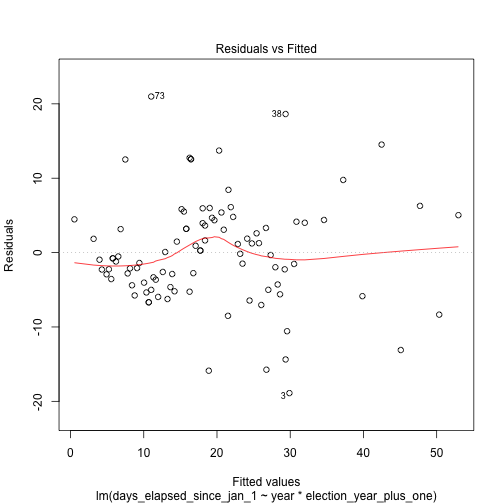 Residuals vs Fitted
20
10
0
-10
-20
Residuals
73
38
3
0 10 20 30 40 50
Fitted values
lm(days_elapsed_since_jan_1 ~ year * election_year_plus_one)